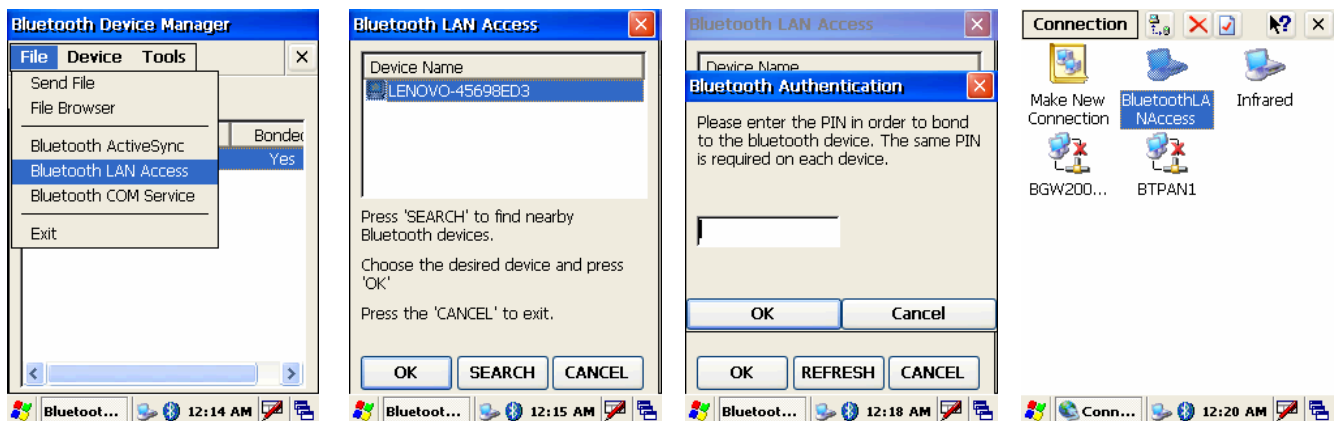 Bluetooth Device Manager
File Device Tools
Send File
File Browser
Bluetooth ActiveSync
Bluetooth LAN Access
Bluetooth COM Service
Exit
Bonded
Yes
Bluetoot... 12:14 AM
Bluetooth LAN Access
Device Name
LENOVO-45698ED3
Press 'SEARCH' to find nearby
Bluetooth devices.
Choose the desired device and press
'OK'
Press the 'CANCEL' to exit.
OK SEARCH CANCEL
Bluetoot... 12:15 AM
Bluetooth LAN Access
Device Name
Bluetooth Authentication
Please enter the PIN in order to bond
to the bluetooth device. The same PIN
is required on each device.
OK Cancel
OK REFRESH CANCEL
Bluetoot... 12:18 AM
Connection
Make New
Connection
BluetoothLA
NAccess
Infrared
BGW200...
BTPAN1
Conn... 12:20 AM